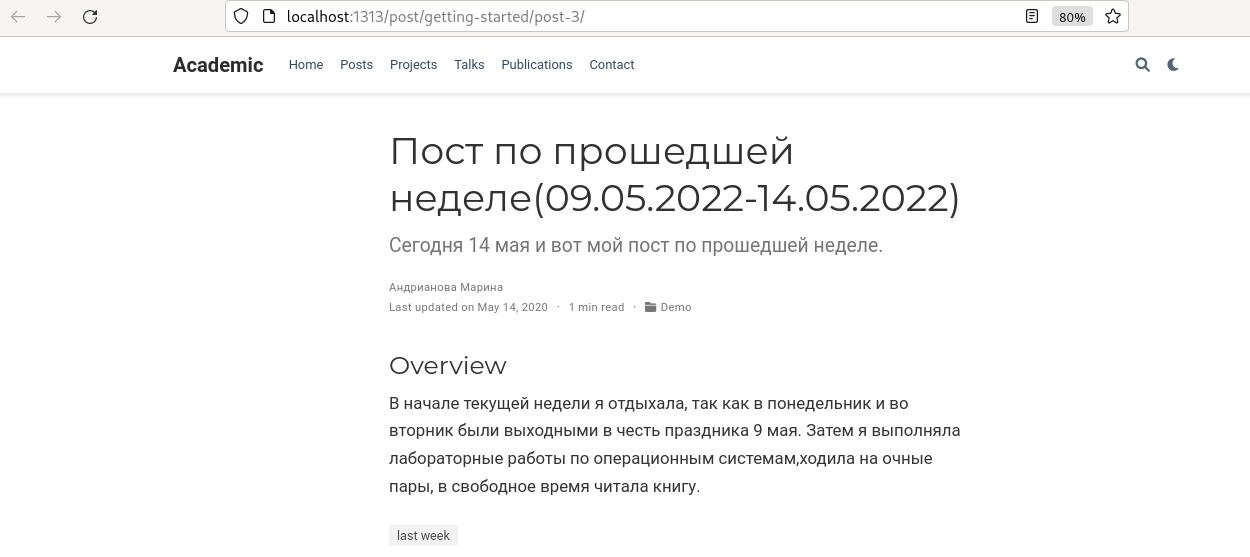 localhost:1313/post/getting-started/post-3/
80%
Academic Home Posts Projects Talks Publications Contact
Пост по прошедшей
неделе(09.05.2022-14.05.2022)
Сегодня 14 мая и вот мой пост по прошедшей неделе.
Андрианова Марина
Last updated on May 14, 2020 · 1 min read · Demo
Overview
В начале текущей недели я отдыхала, так как в понедельник и во
вторник были выходными в честь праздника 9 мая. Затем я выполняла
лабораторные работы по операционным системам,ходила на очные
пары, в свободное время читала книгу.
last week